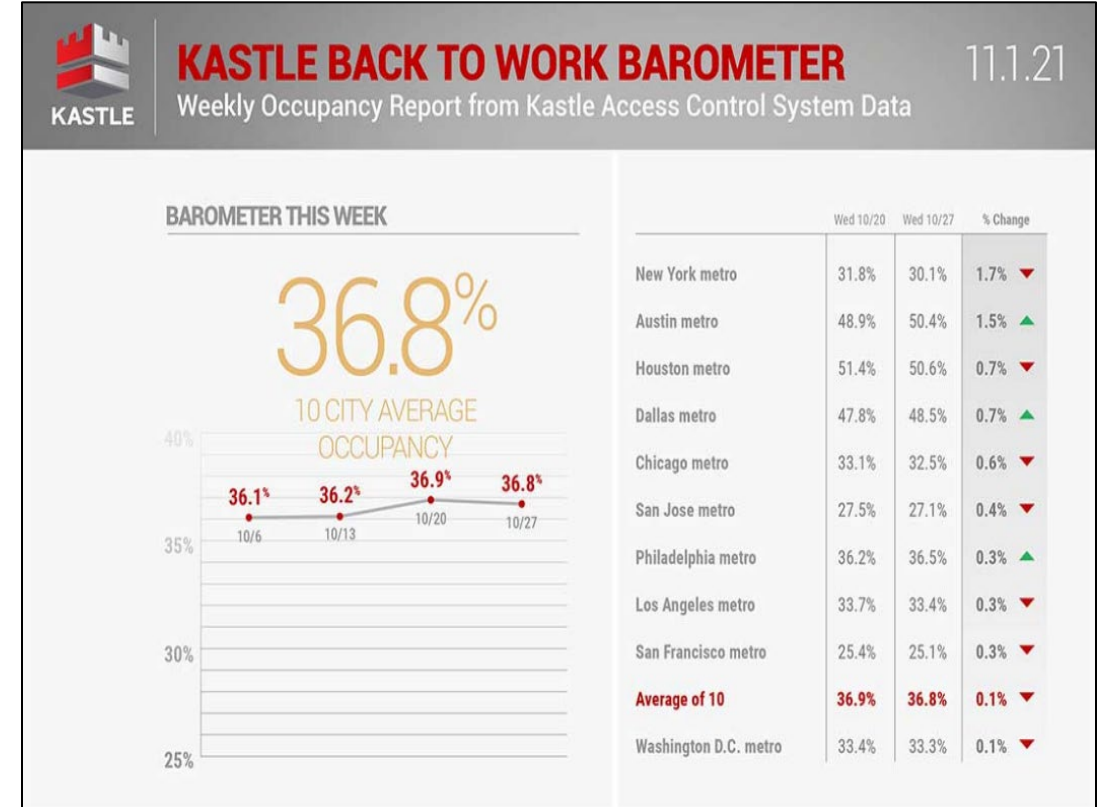 KASTLE
KASTLE BACK TO WORK BAROMETER
Weekly Occupancy Report from Kastle Access Control System Data
11.1.21
BAROMETER THIS WEEK
36.8%
10 CITY AVERAGE
OCCUPANCY
40%
36.1% 36.2% 36.9% 36.8%
10/6 10/13 10/20 10/27
35%
30%
25%
Wed 10/20 Wed 10/27 % Change
New York metro 31.8% 30.1% 1.7% ▼
Austin metro 48.9% 50.4% 1.5% ▲
Houston metro 51.4% 50.6% 0.7% ▼
Dallas metro 47.8% 48.5% 0.7% ▲
Chicago metro 33.1% 32.5% 0.6% ▼
San Jose metro 27.5% 27.1% 0.4% ▼
Philadelphia metro 36.2% 36.5% 0.3% ▲
Los Angeles metro 33.7% 33.4% 0.3% ▼
San Francisco metro 25.4% 25.1% 0.3% ▼
Average of 10 36.9% 36.8% 0.1% ▼
Washington D.C. metro 33.4% 33.3% 0.1% ▼